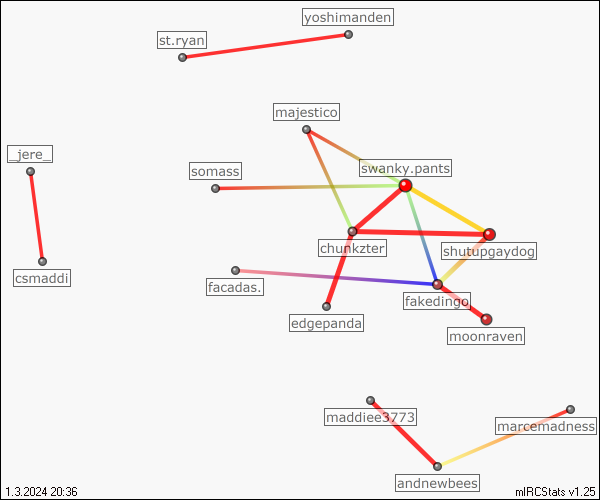 yoshimanden
st.ryan
majestico
_jere_
swanky.pants
somass
chunkzter
shutupgaydog
csmaddi
facadas.
fakedingo
edgepanda
moonraven
maddiee3773
marcemadness
andnewbees
1.3.2024 20:36
mIRCStats v1.25